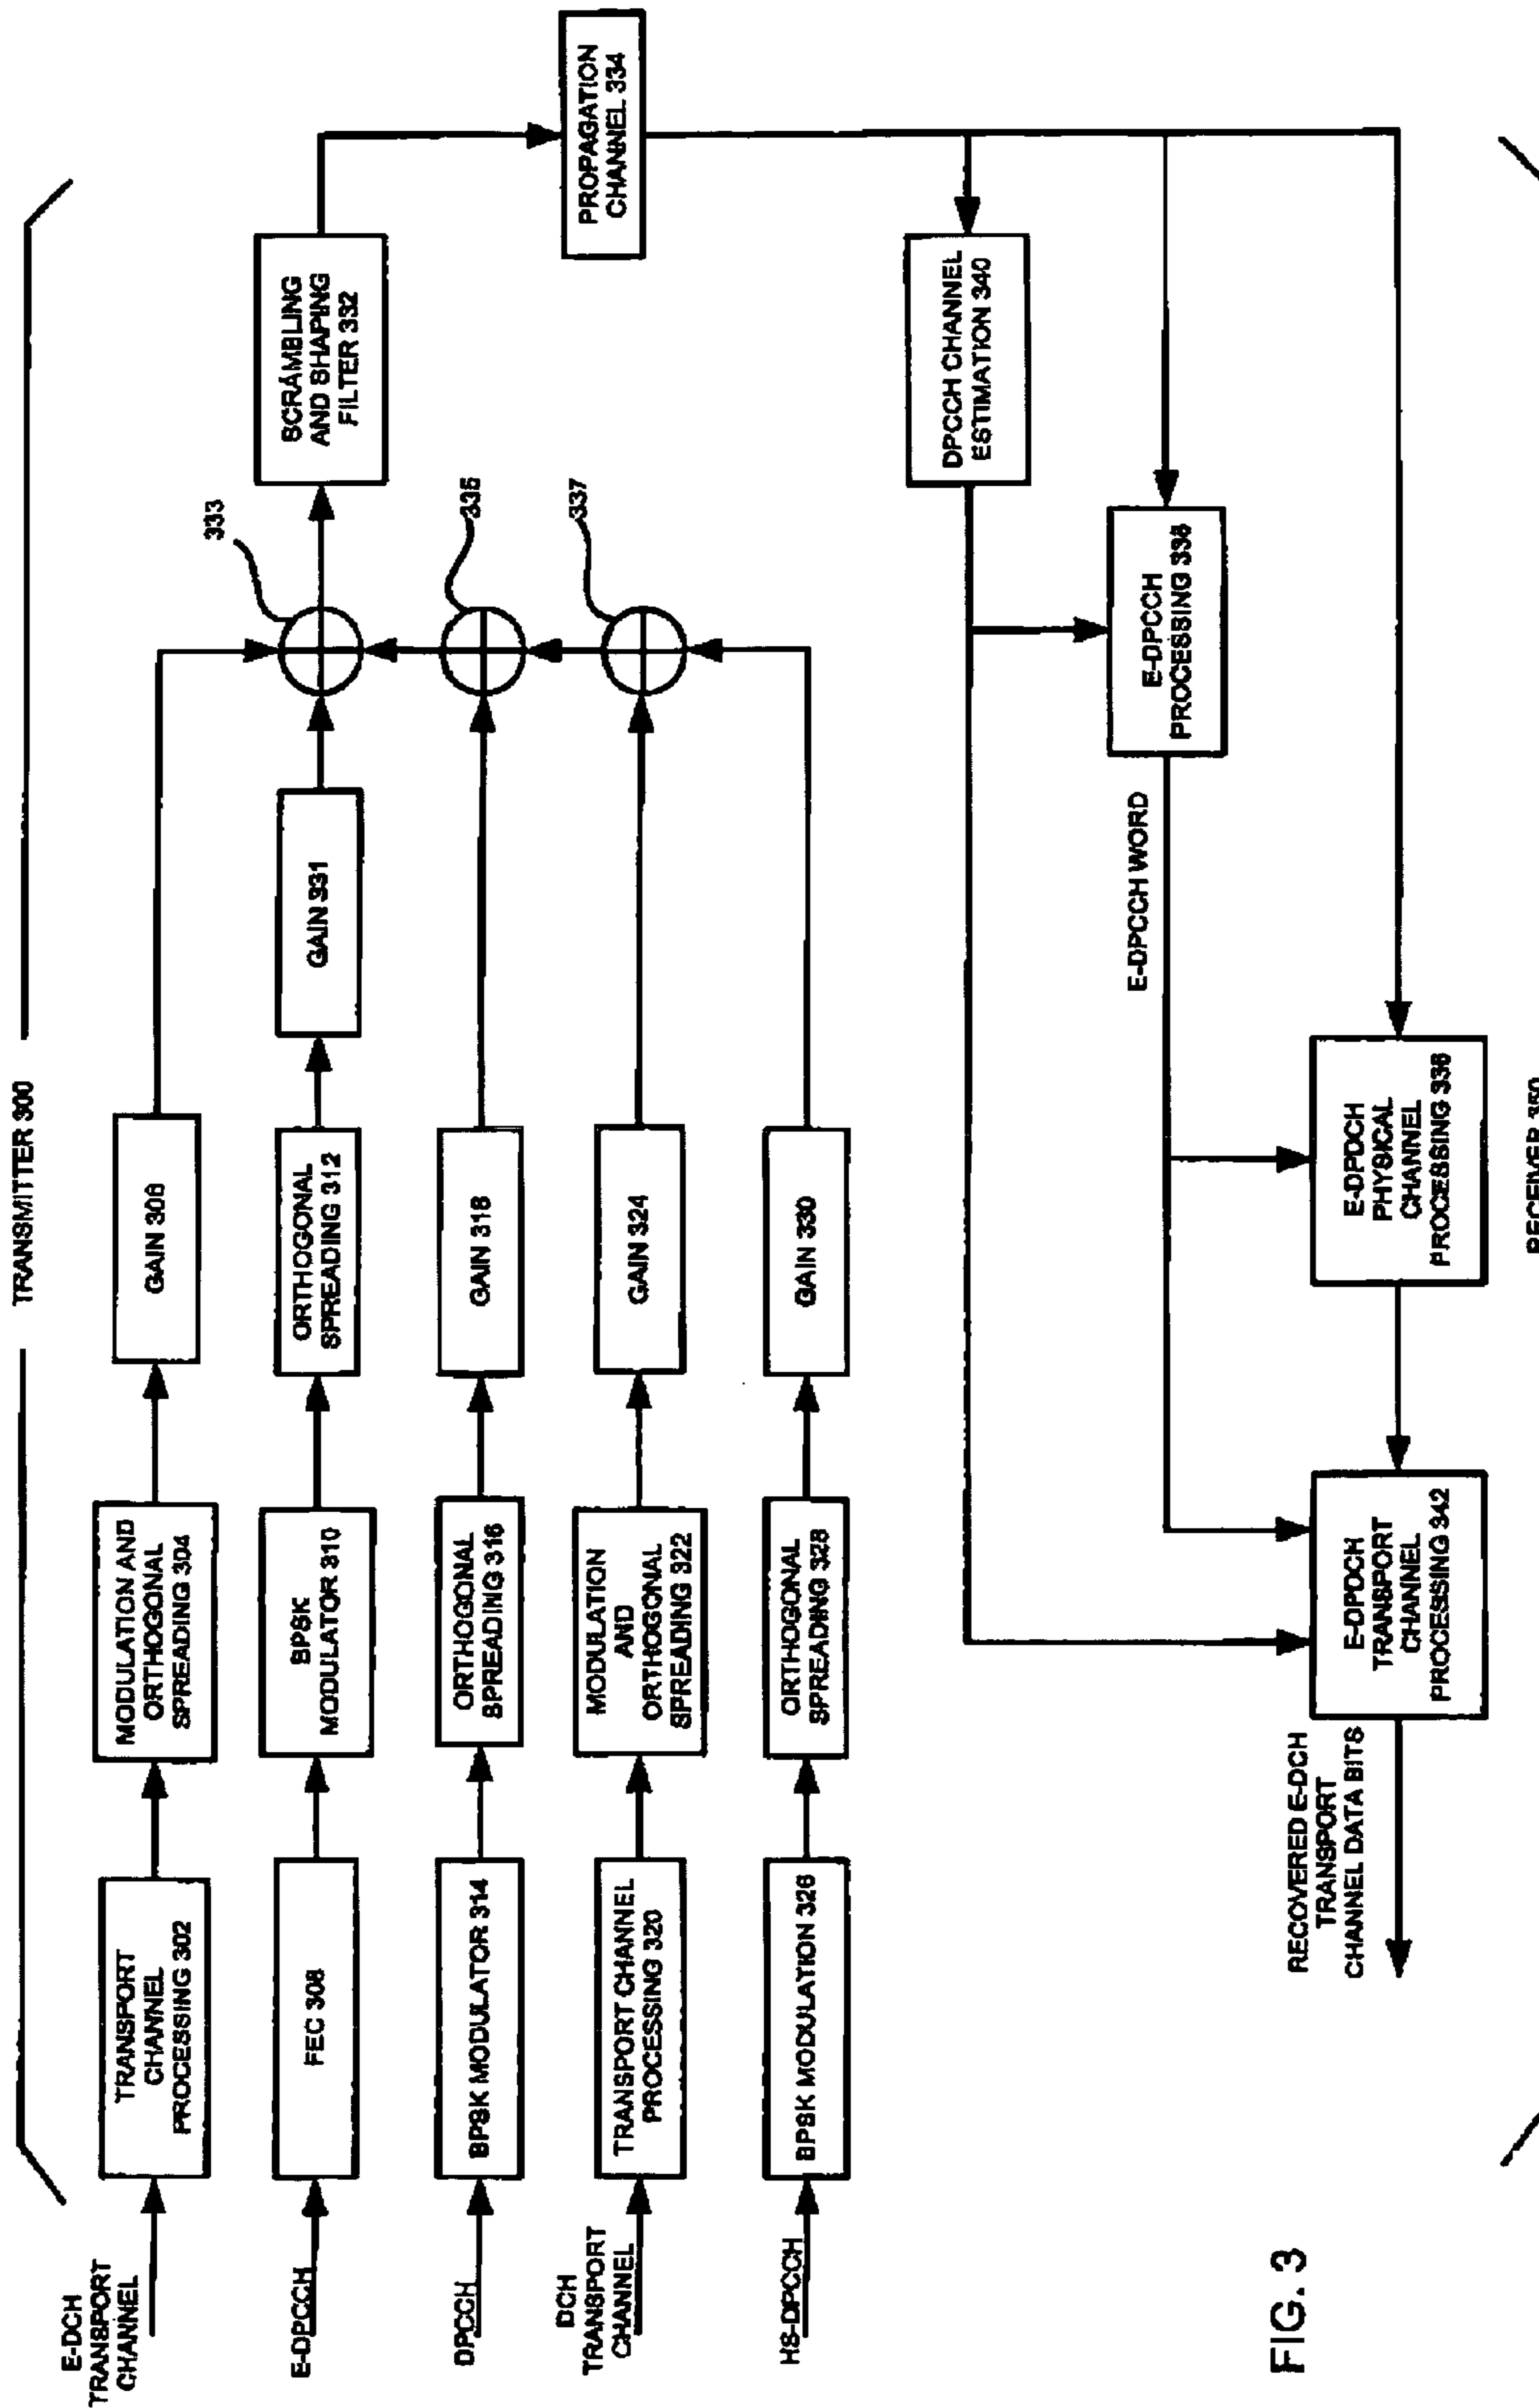 TRANSMITTER 300
E-DCH
TRANSPORT
CHANNEL
TRANSPORT
CHANNEL
PROCESSING 302
MODULATION AND
ORTHOGONAL
SPREADING 304
GAIN 306
E-DPCCH
FEC 308
BPSK
MODULATOR 310
ORTHOGONAL
SPREADING 312
GAIN 331
333
SCRAMBLING
AND SHAPING
FILTER 332
DPCCH
BPSK MODULATOR 314
ORTHOGONAL
SPREADING 316
GAIN 318
335
DCH
TRANSPORT
CHANNEL
TRANSPORT CHANNEL
PROCESSING 320
MODULATION
AND
ORTHOGONAL
SPREADING 322
GAIN 324
337
PROPAGATION
CHANNEL 334
HS-DPCCH
BPSK MODULATION 326
ORTHOGONAL
SPREADING 328
GAIN 330
DPCCH CHANNEL
ESTIMATION 340
E-DPCCH
PROCESSING 338
E-DPCCH WORD
RECOVERED E-DCH
TRANSPORT
CHANNEL DATA BITS
E-DPDCH
TRANSPORT
CHANNEL
PROCESSING 342
E-DPDCH
PHYSICAL
CHANNEL
PROCESSING 336
RECEIVER 350
FIG. 3